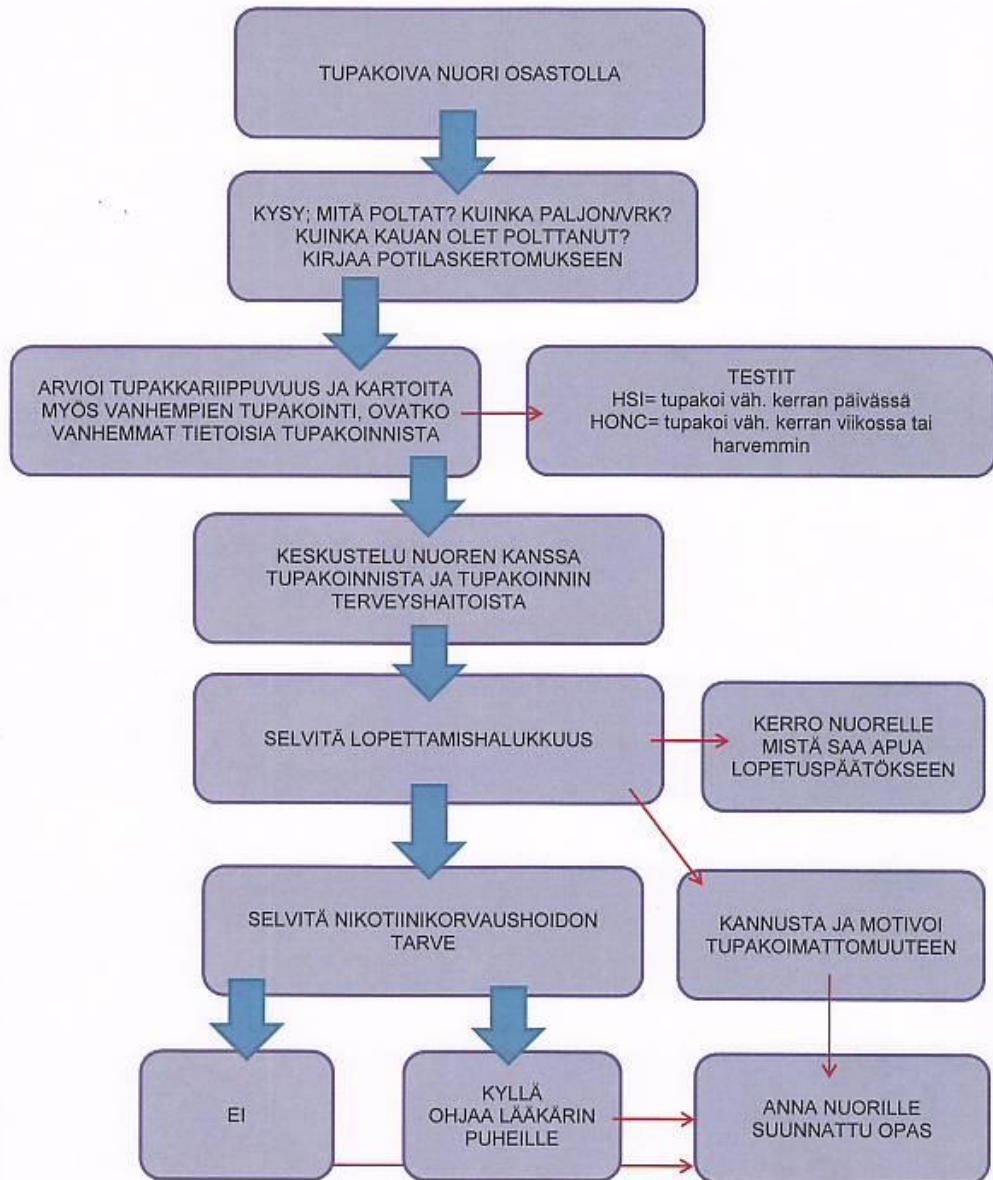 TUPAKOIVA NUORI OSASTOLLA
KYSY; MITÄ POLTAT? KUINKA PALJON/VRK?
KUINKA KAUAN OLET POLTTANUT?
KIRJAA POTILASKERTOMUKSEEN
ARVIOI TUPAKKARIIPPUVUUS JA KARTOITA
MYÖS VANHEMPIEN TUPAKOINTI, OVATKO
VANHEMMAT TIETOISIA TUPAKOINNISTA
TESTIT
HSI= tupakoi väh. kerran päivässä
HONC= tupakoi väh. kerran viikossa tai
harvemmin
KESKUSTELU NUOREN KANSSA
TUPAKOINNISTA JA TUPAKOINNIN
TERVEYSHAITOISTA
SELVITÄ LOPETTAMISHALUKKUUS
KERRO NUORELLE
MISTÄ SAA APUA
LOPETUSPÄÄTÖKSEEN
SELVITÄ NIKOTIINIKORVAUSHOIDON
TARVE
KANNUSTA JA MOTIVOI
TUPAKOIMATTOMUUTEEN
EI
KYLLÄ
OHJAA LÄÄKÄRIN
PUHEILLE
ANNA NUORILLE
SUUNNATTU OPAS